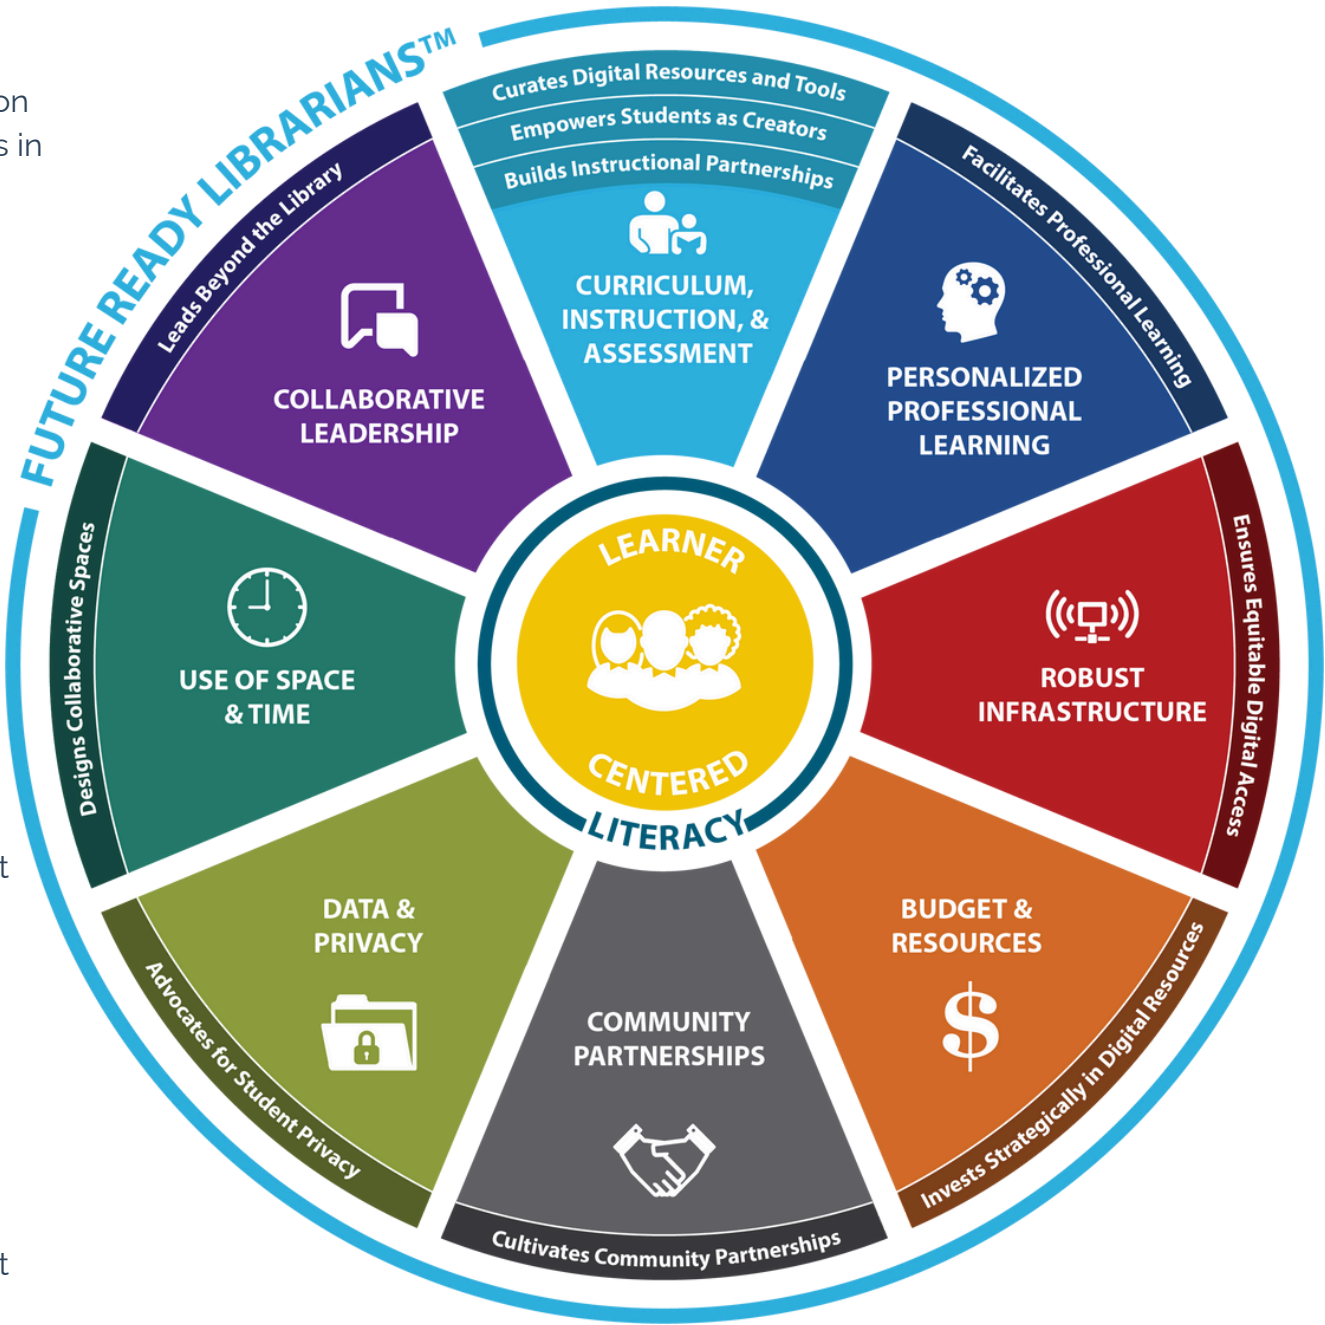 on
s in
t
t
FUTURE READY LIBRARIANS™
Curates Digital Resources and Tools
Empowers Students as Creators
Builds Instructional Partnerships
CURRICULUM,
INSTRUCTION, &
ASSESSMENT
Facilitates Professional Learning
PERSONALIZED
PROFESSIONAL
LEARNING
Ensures Equitable Digital Access
ROBUST
INFRASTRUCTURE
Invests Strategically in Digital Resources
BUDGET &
RESOURCES
$
Cultivates Community Partnerships
COMMUNITY
PARTNERSHIPS
Advocates for Student Privacy
DATA &
PRIVACY
Designs Collaborative Spaces
USE OF SPACE
& TIME
Leads Beyond the Library
COLLABORATIVE
LEADERSHIP
LEARNER
CENTERED
LITERACY